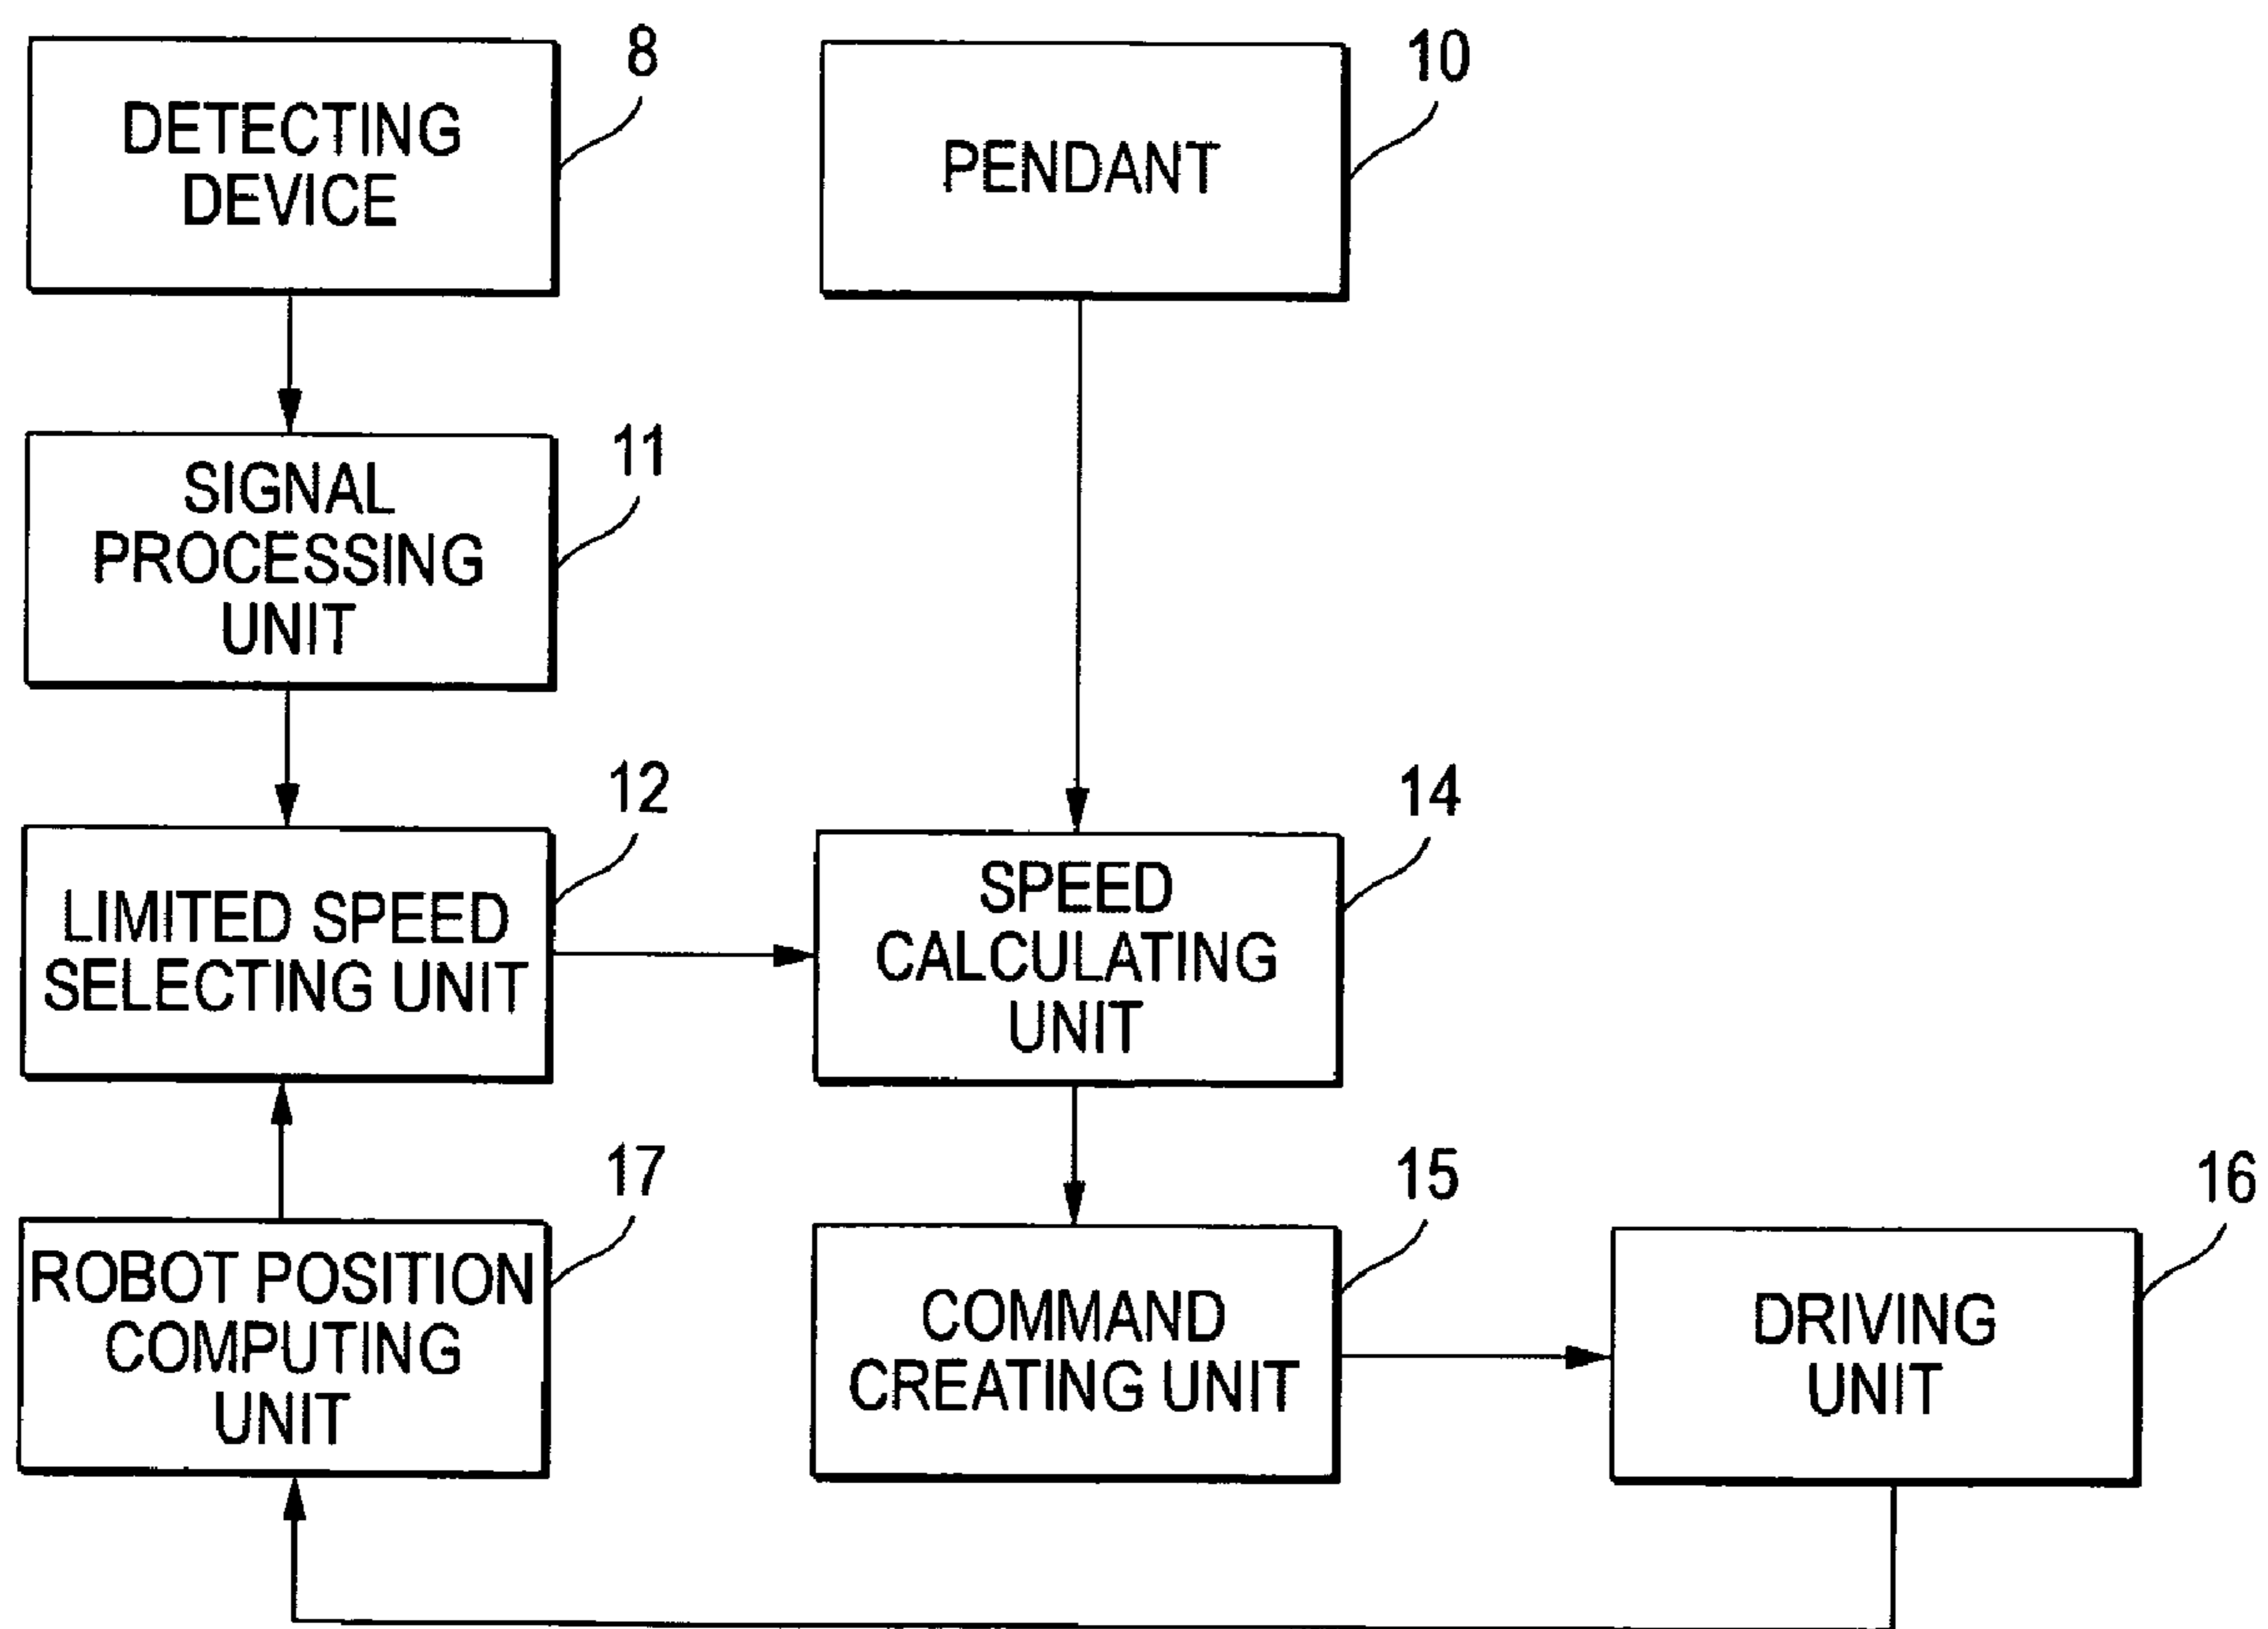 8
DETECTING
DEVICE
10
PENDANT
11
SIGNAL
PROCESSING
UNIT
12
LIMITED SPEED
SELECTING UNIT
14
SPEED
CALCULATING
UNIT
17
ROBOT POSITION
COMPUTING
UNIT
15
COMMAND
CREATING UNIT
16
DRIVING
UNIT